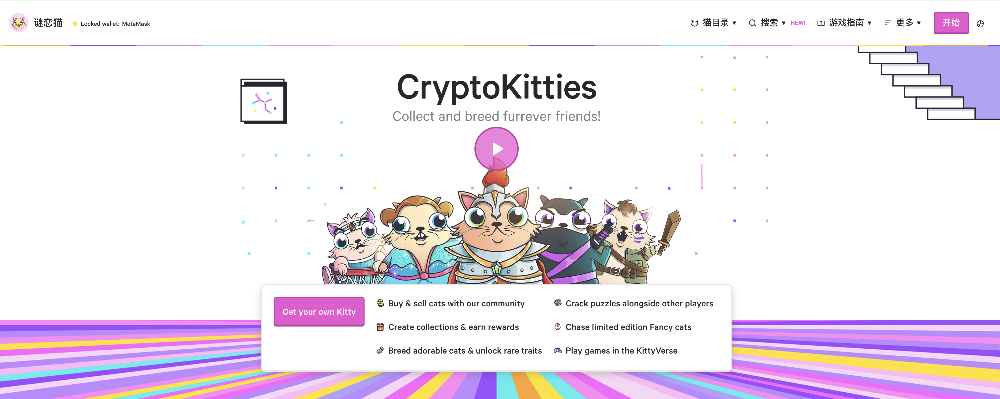 谜恋猫
Locked wallet: MetaMask
猫目录
搜索
NEW!
游戏指南
更多
开始
CryptoKitties
Collect and breed furrever friends!
Get your own Kitty
Buy & sell cats with our community
Crack puzzles alongside other players
Create collections & earn rewards
Chase limited edition Fancy cats
Breed adorable cats & unlock rare traits
Play games in the KittyVerse